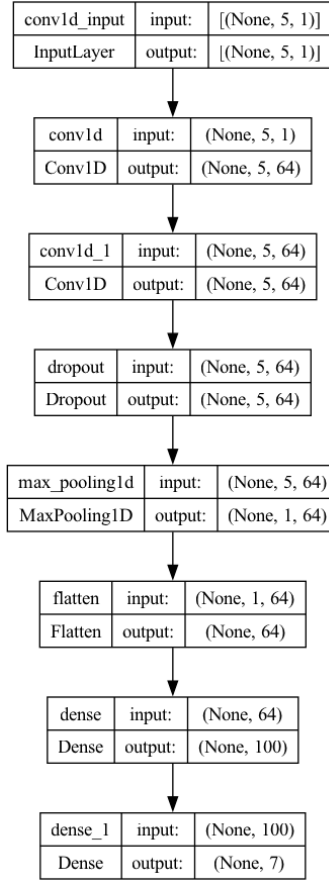 conv1d_input input: [(None, 5, 1)]
InputLayer output: [(None, 5, 1)]
conv1d input: (None, 5, 1)
Conv1D output: (None, 5, 64)
conv1d_1 input: (None, 5, 64)
Conv1D output: (None, 5, 64)
dropout input: (None, 5, 64)
Dropout output: (None, 5, 64)
max_pooling1d input: (None, 5, 64)
MaxPooling1D output: (None, 1, 64)
flatten input: (None, 1, 64)
Flatten output: (None, 64)
dense input: (None, 64)
Dense output: (None, 100)
dense_1 input: (None, 100)
Dense output: (None, 7)